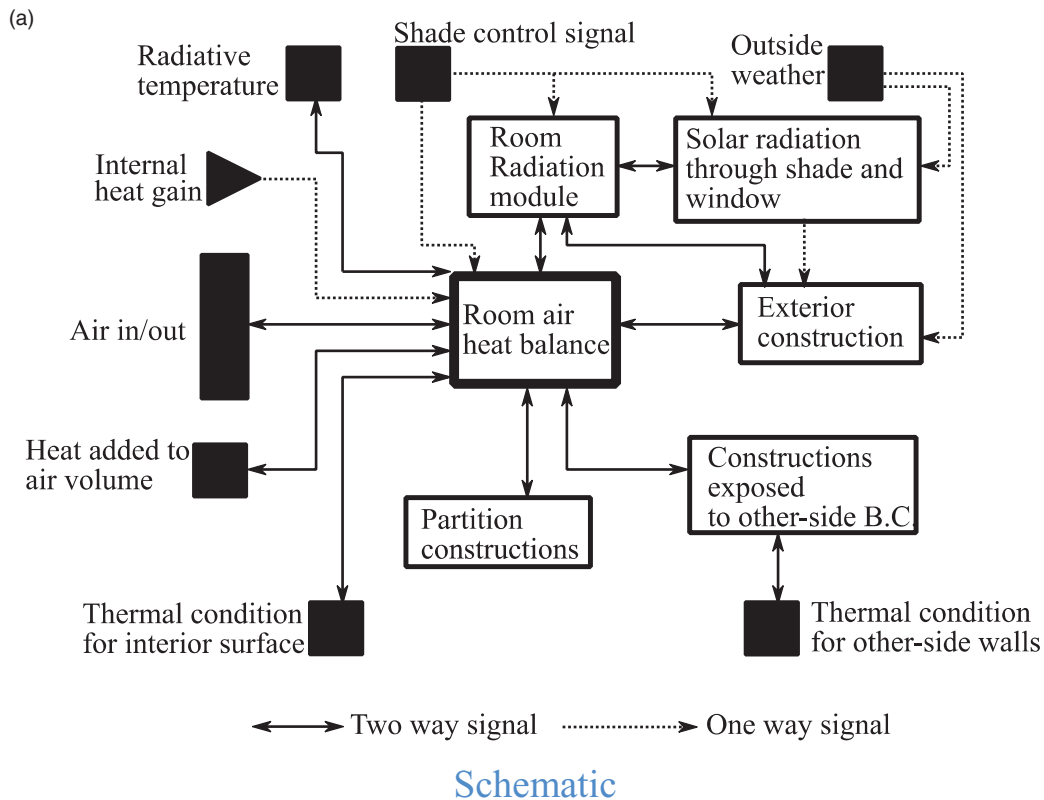 (a)
Shade control signal
Radiative
temperature
Outside
weather
Room
Radiation
module
Solar radiation
through shade and
window
Internal
heat gain
Air in/out
Room air
heat balance
Exterior
construction
Heat added to
air volume
Partition
constructions
Constructions
exposed
to other-side B.C.
Thermal condition
for interior surface
Thermal condition
for other-side walls
Two way signal
One way signal
Schematic